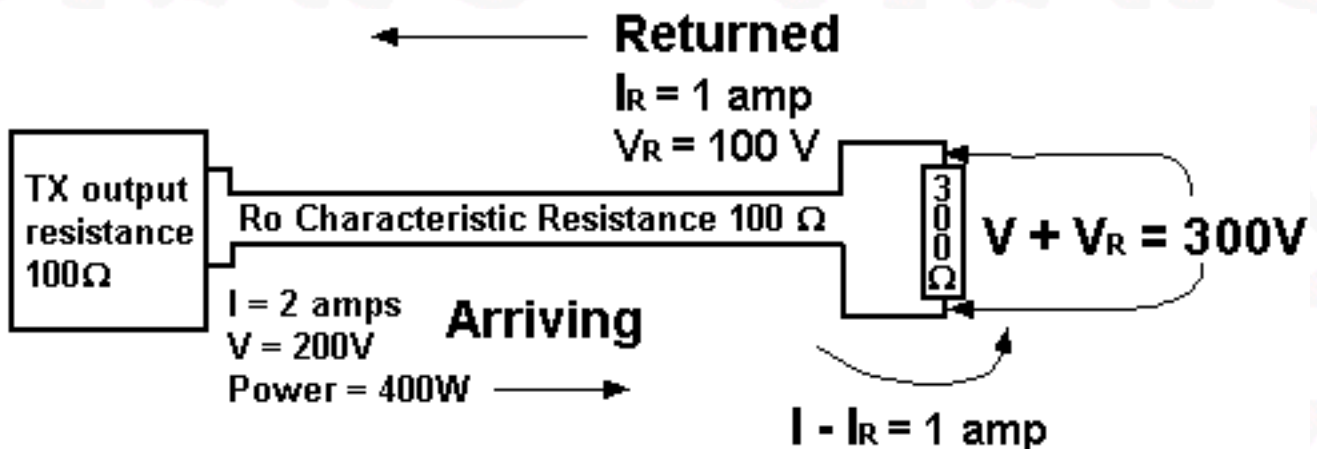 Returned
IR = 1 amp
VR = 100 V
TX output
resistance
100Ω
Ro Characteristic Resistance 100 Ω
300Ω
V + VR = 300V
I = 2 amps
V = 200V
Power = 400W
Arriving
I - IR = 1 amp